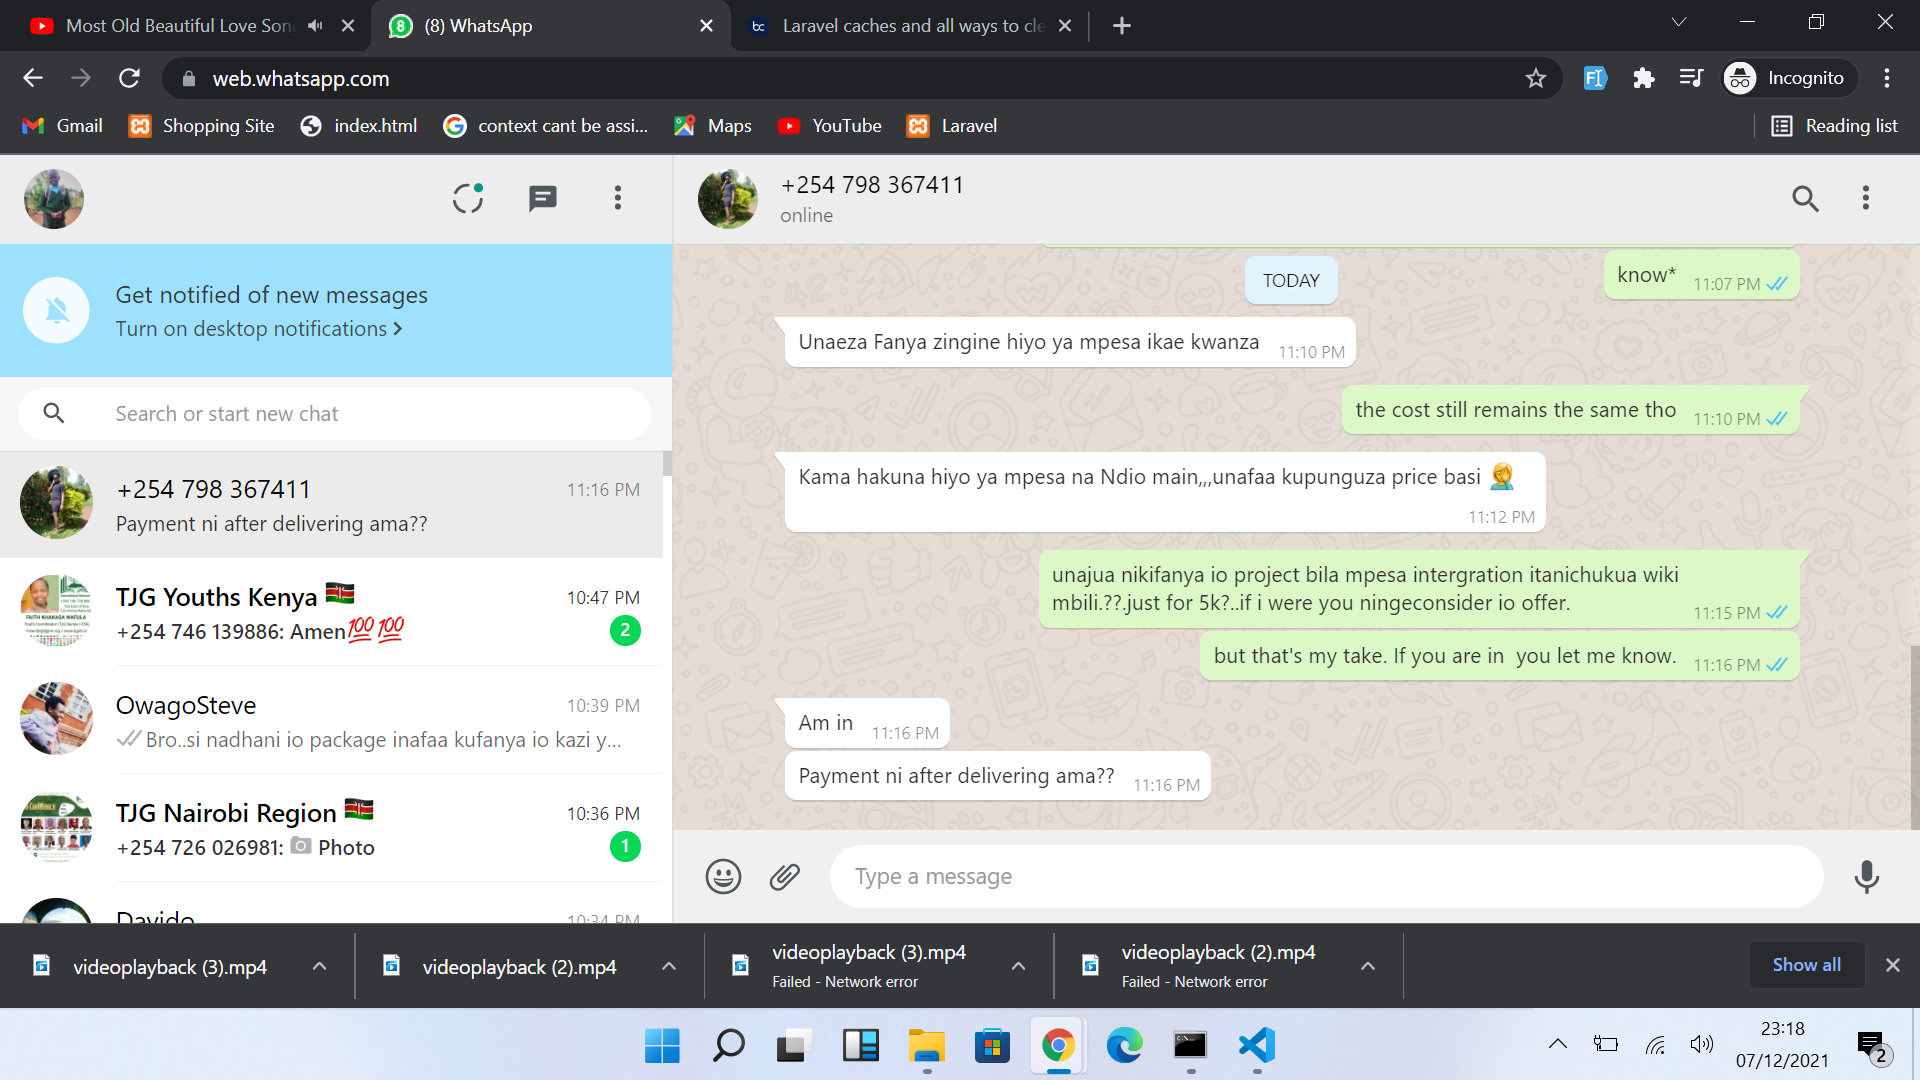 Most Old Beautiful Love Son
(8) WhatsApp
Laravel caches and all ways to cle
web.whatsapp.com
Incognito
Gmail
Shopping Site
index.html
context cant be assi...
Maps
YouTube
Laravel
Reading list
Get notified of new messages
Turn on desktop notifications >
Search or start new chat
+254 798 367411
11:16 PM
Payment ni after delivering ama??
TJG Youths Kenya 🇰🇪
10:47 PM
+254 746 139886: Amen💯💯
2
OwagoSteve
10:39 PM
Bro..si nadhani io package inafaa kufanya io kazi y...
TJG Nairobi Region 🇰🇪
10:36 PM
+254 726 026981: Photo
1
Davido
10:34 PM
+254 798 367411
online
know* 11:07 PM
TODAY
Unaeza Fanya zingine hiyo ya mpesa ikae kwanza 11:10 PM
the cost still remains the same tho 11:10 PM
Kama hakuna hiyo ya mpesa na Ndio main,,,unafaa kupunguza price basi 🤦
11:12 PM
unajua nikifanya io project bila mpesa intergration itanichukua wiki
mbili.??.just for 5k?..if i were you ningeconsider io offer. 11:15 PM
but that's my take. If you are in  you let me know. 11:16 PM
Am in 11:16 PM
Payment ni after delivering ama?? 11:16 PM
Type a message
videoplayback (3).mp4
videoplayback (2).mp4
videoplayback (3).mp4
Failed - Network error
videoplayback (2).mp4
Failed - Network error
Show all
23:18
07/12/2021
2